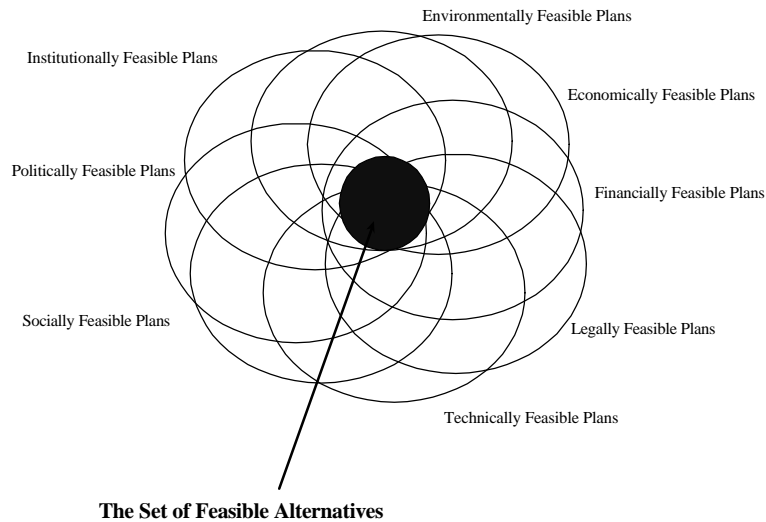 Environmentally Feasible Plans
Institutionally Feasible Plans
Economically Feasible Plans
Politically Feasible Plans
Financially Feasible Plans
Socially Feasible Plans
Legally Feasible Plans
Technically Feasible Plans
The Set of Feasible Alternatives